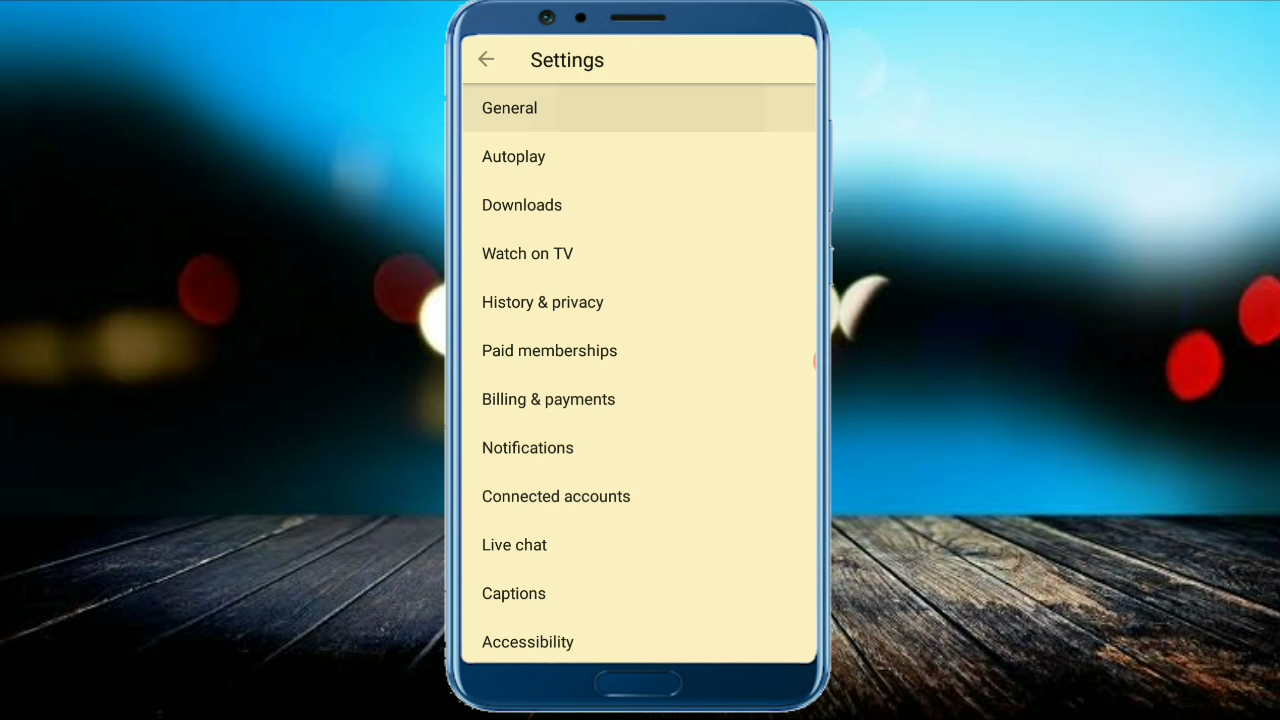 Settings
General
Autoplay
Downloads
Watch on TV
History & privacy
Paid memberships
Billing & payments
Notifications
Connected accounts
Live chat
Captions
Accessibility